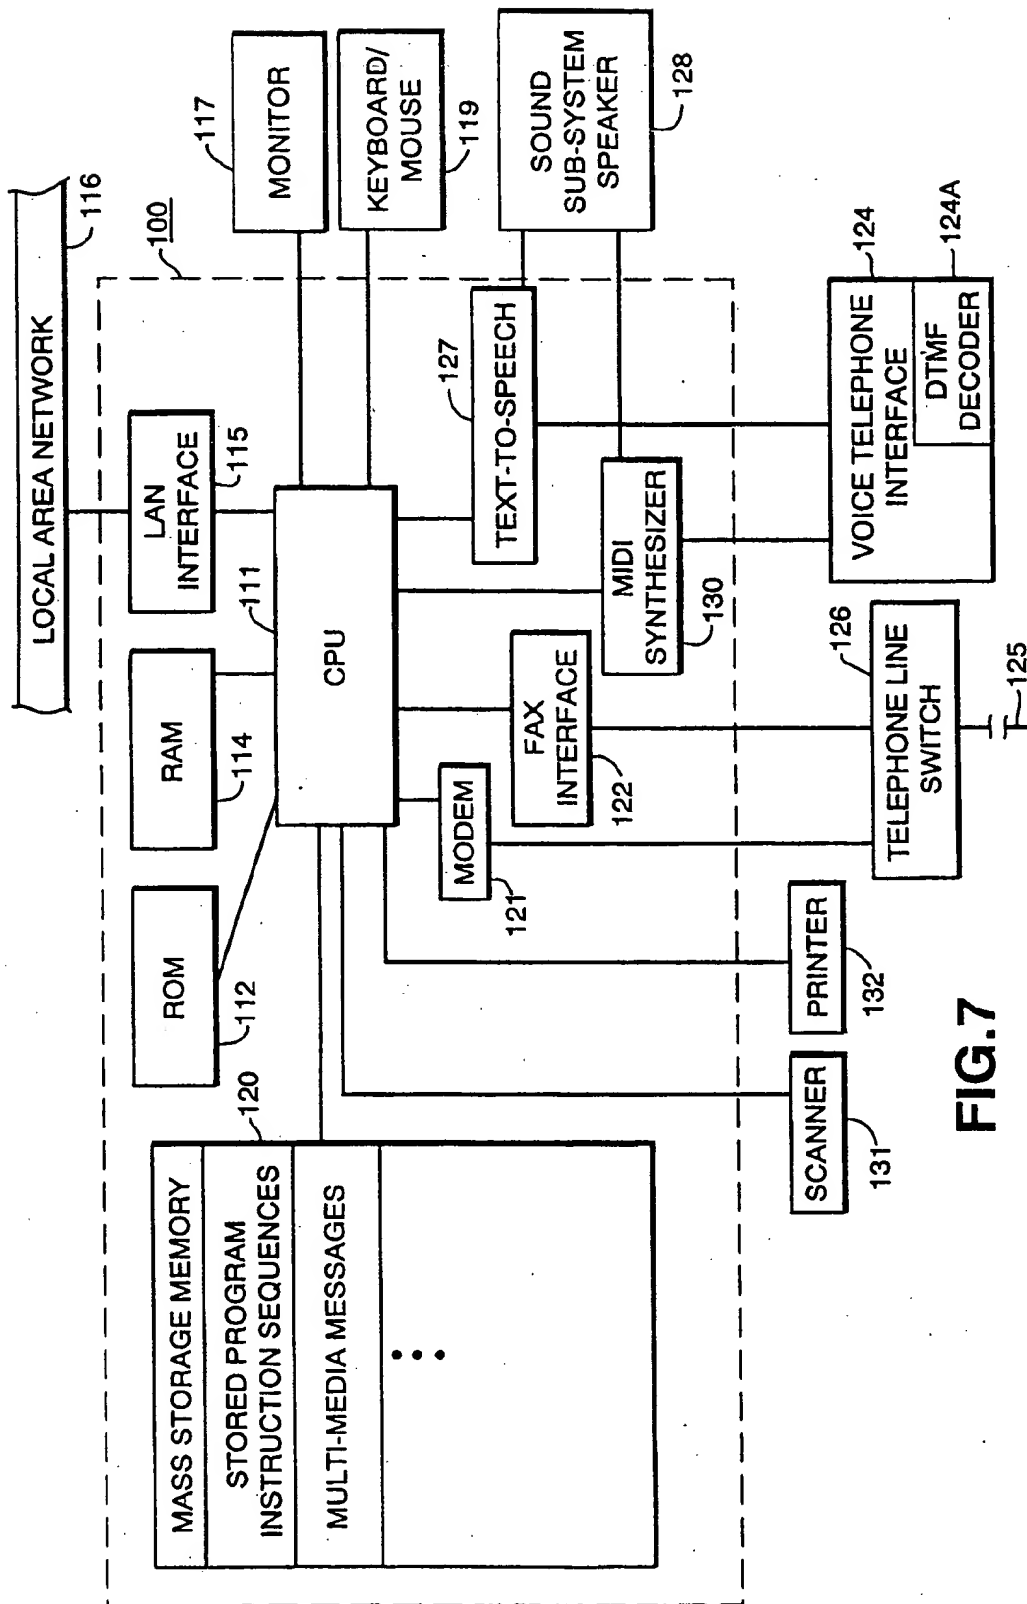 LOCAL AREA NETWORK
116
100
MASS STORAGE MEMORY
STORED PROGRAM
INSTRUCTION SEQUENCES
MULTI-MEDIA MESSAGES
120
ROM
112
RAM
114
LAN
INTERFACE
115
117
MONITOR
KEYBOARD/
MOUSE
119
CPU
111
MODEM
121
FAX
INTERFACE
122
127
TEXT-TO-SPEECH
MIDI
SYNTHESIZER
130
SOUND
SUB-SYSTEM
SPEAKER
128
SCANNER
131
PRINTER
132
TELEPHONE LINE
SWITCH
126
125
VOICE TELEPHONE
INTERFACE
124
DTMF
DECODER
124A
FIG.7